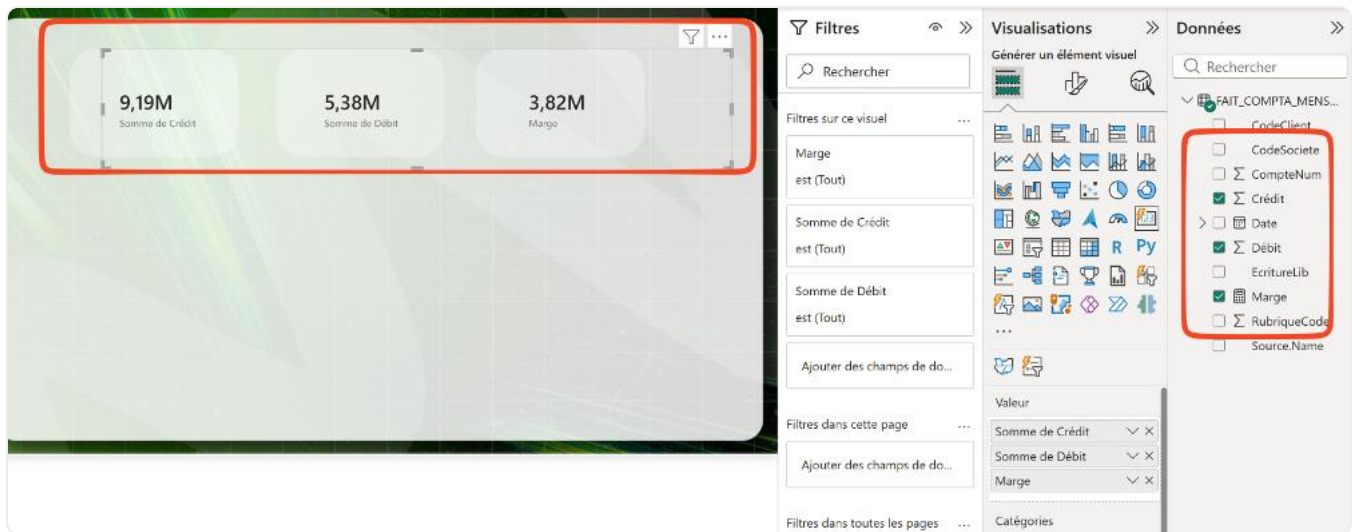 9,19M
Somme de Crédit
5,38M
Somme de Débit
3,82M
Marge
Filtres
Rechercher
Filtres sur ce visuel ...
Marge
est (Tout)
Somme de Crédit
est (Tout)
Somme de Débit
est (Tout)
Ajouter des champs de do...
Filtres dans cette page ...
Ajouter des champs de do...
Filtres dans toutes les pages ...
Visualisations
Générer un élément visuel
R Py
...
Valeur
Somme de Crédit
Somme de Débit
Marge
Catégories
Données
Rechercher
FAIT_COMPTA_MENS...
CodeClient
CodeSociete
CompteNum
Crédit
Date
Débit
EcritureLib
Marge
RubriqueCode
Source.Name